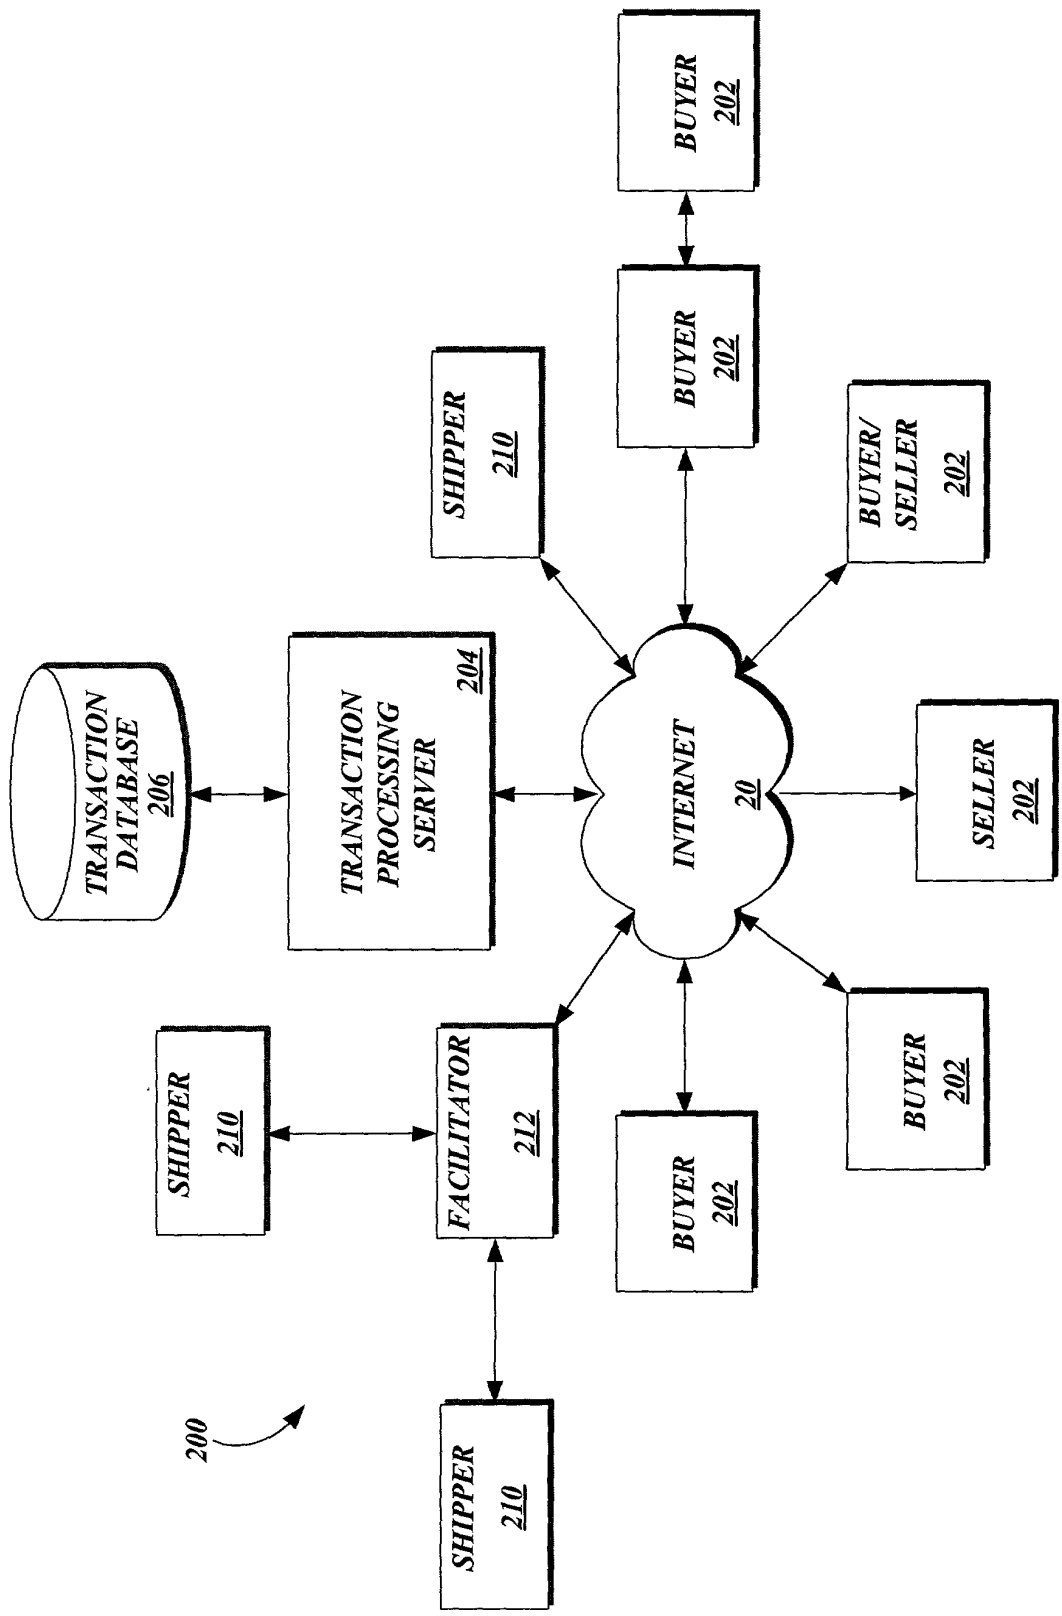 TRANSACTION
DATABASE
206
SHIPPER
210
200
TRANSACTION
PROCESSING
SERVER
204
SHIPPER
210
FACILITATOR
212
SHIPPER
210
BUYER
202
INTERNET
20
BUYER
202
BUYER
202
BUYER
202
BUYER/
SELLER
202
SELLER
202